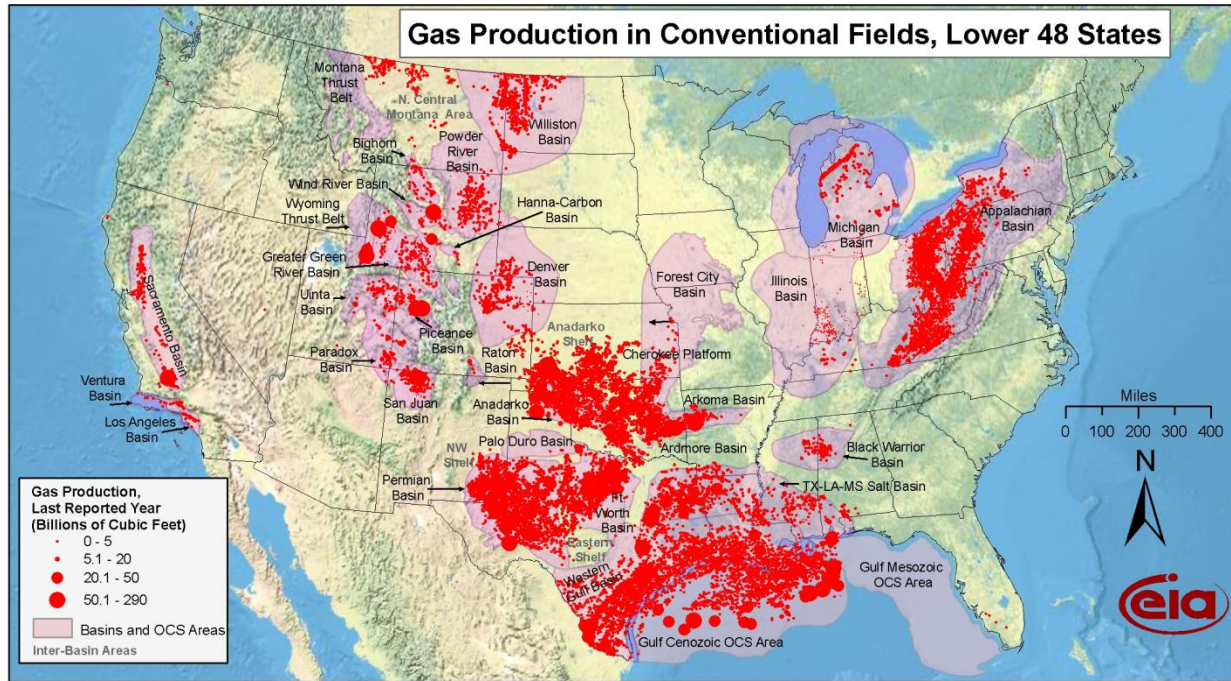 Gas Production in Conventional Fields, Lower 48 States
Montana
Thrust
Belt
N. Central
Montana Area
Williston
Basin
Bighorn
Basin
Powder
River
Basin
Wind River Basin
Wyoming
Thrust Belt
Hanna-Carbon
Basin
Greater Green
River Basin
Uinta
Basin
Denver
Basin
Piceance
Basin
Forest City
Basin
Illinois
Basin
Michigan
Basin
Appalachian
Basin
Sacramento Basin
Anadarko
Shelf
Paradox
Basin
Raton
Basin
Cherokee Platform
Ventura
Basin
San Juan
Basin
Anadarko
Basin
Arkoma Basin
Los Angeles
Basin
Palo Duro Basin
Ardmore Basin
Black Warrior
Basin
NW
Shelf
Permian
Basin
TX-LA-MS Salt Basin
Ft.
Worth
Basin
Eastern
Shelf
Western
Gulf Basin
Gulf Mesozoic
OCS Area
Gulf Cenozoic OCS Area
Miles
0 100 200 300 400
N
Gas Production,
Last Reported Year
(Billions of Cubic Feet)
0 - 5
5.1 - 20
20.1 - 50
50.1 - 290
Basins and OCS Areas
Inter-Basin Areas
eia